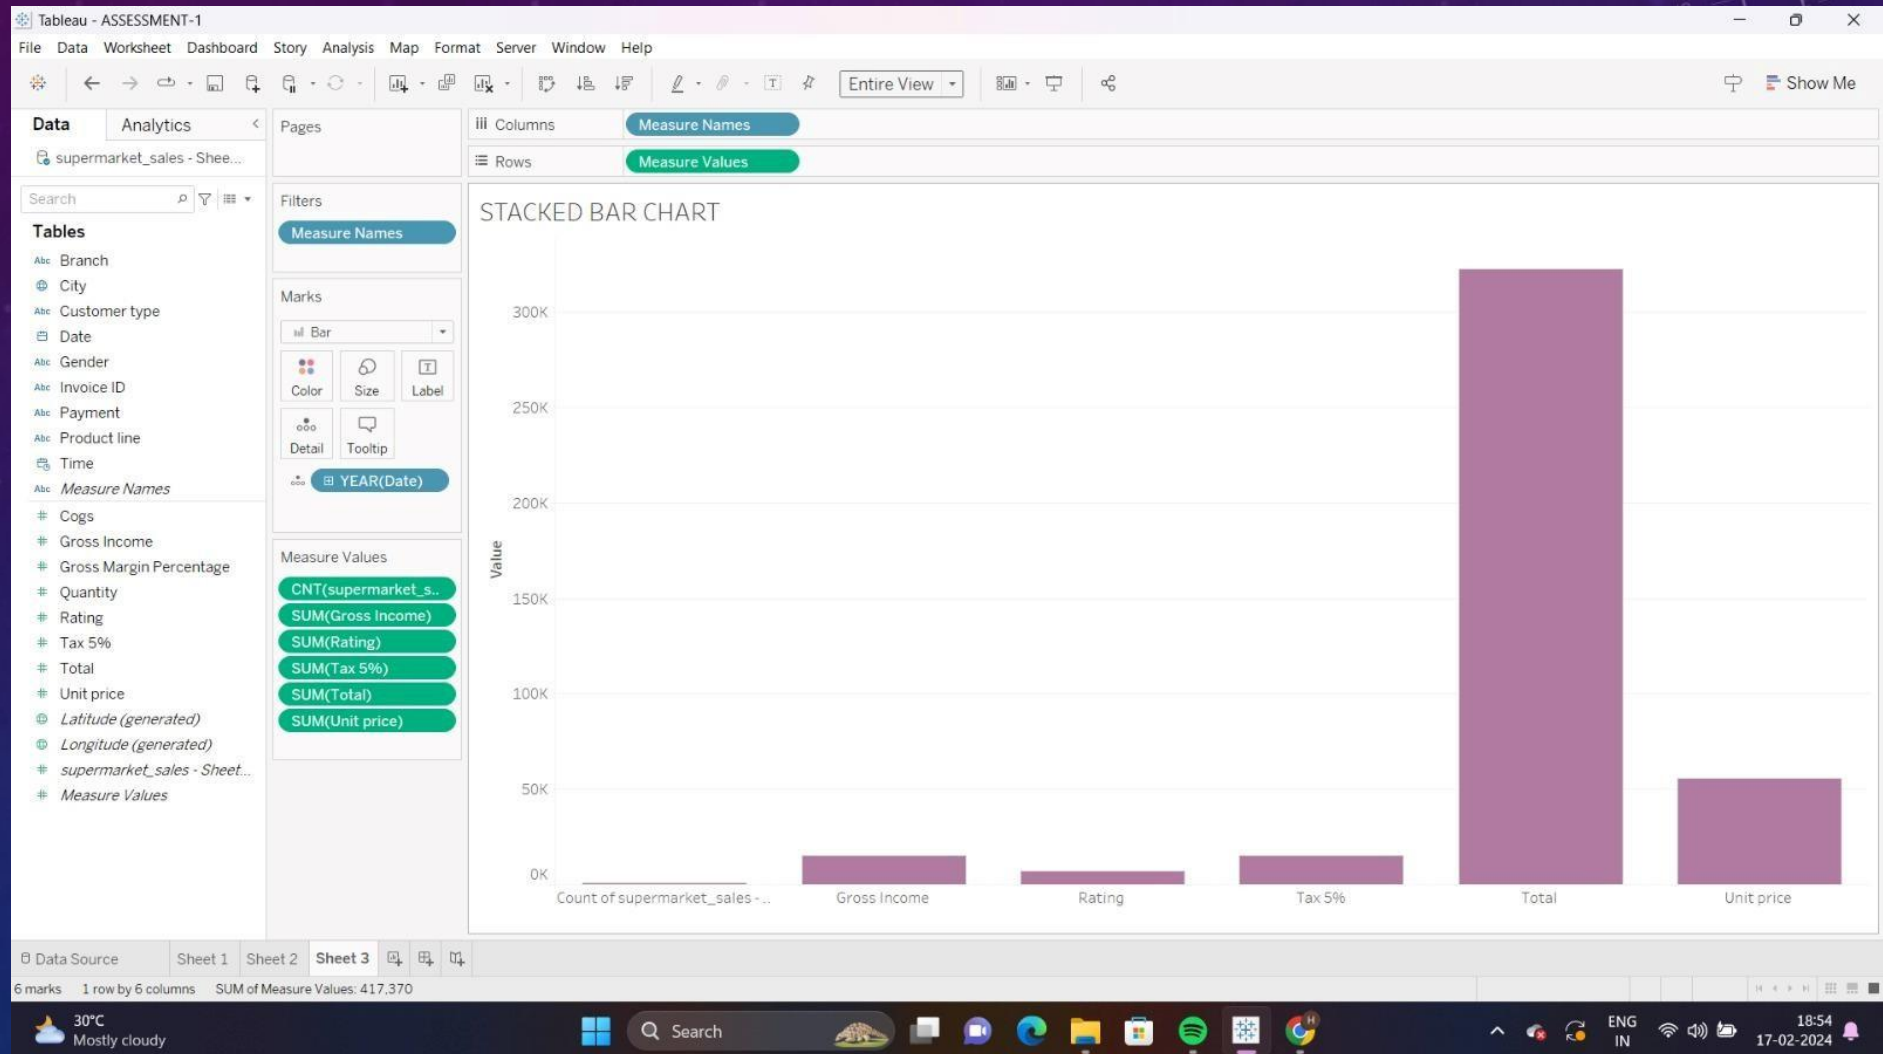 Tableau - ASSESSMENT-1
File Data Worksheet Dashboard Story Analysis Map Format Server Window Help
Entire View
Show Me
Data Analytics
supermarket_sales - Shee...
Search
Tables
Abc Branch
City
Abc Customer type
Date
Abc Gender
Abc Invoice ID
Abc Payment
Abc Product line
Time
Abc Measure Names
# Cogs
# Gross Income
# Gross Margin Percentage
# Quantity
# Rating
# Tax 5%
# Total
# Unit price
Latitude (generated)
Longitude (generated)
# supermarket_sales - Sheet...
# Measure Values
Pages
Filters
Measure Names
Marks
Bar
Color Size Label
Detail Tooltip
YEAR(Date)
Measure Values
CNT(supermarket_s..
SUM(Gross Income)
SUM(Rating)
SUM(Tax 5%)
SUM(Total)
SUM(Unit price)
Columns Measure Names
Rows Measure Values
STACKED BAR CHART
300K
250K
200K
150K
100K
50K
0K
Value
Count of supermarket_sales - ..
Gross Income
Rating
Tax 5%
Total
Unit price
Data Source Sheet 1 Sheet 2 Sheet 3
6 marks 1 row by 6 columns SUM of Measure Values: 417,370
30°C
Mostly cloudy
Search
H
ENG
IN
18:54
17-02-2024